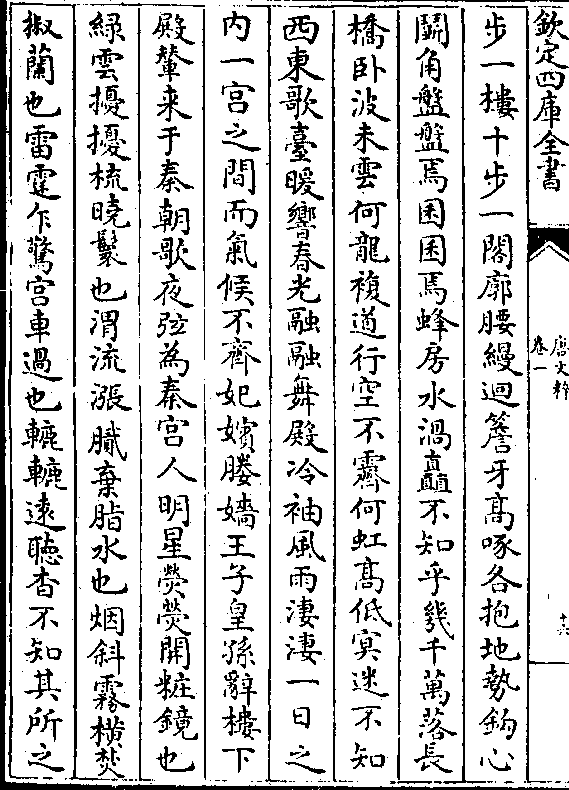 欽定四庫全書
唐文粹
卷一
十六
步一樓十步一閣廓腰縵迴簷牙高啄各抱地勢鈎心
鬭角盤盤焉囷囷焉蜂房水渦矗不知乎幾千萬落長
橋卧波未雲何龍複道行空不霽何虹高低冥迷不知
西東歌臺暖響春光融融舞殿冷袖風雨淒淒一日之
内一宫之間而氣候不齊妃嬪媵嬙王子皇孫辭樓下
殿輦来于秦朝歌夜弦為秦宫人明星熒熒開粧鏡也
緑雲擾擾梳曉鬟也渭流漲膩棄脂水也烟斜霧横焚
椒蘭也雷霆乍驚宫車過也轆轆遠聽杳不知其所之